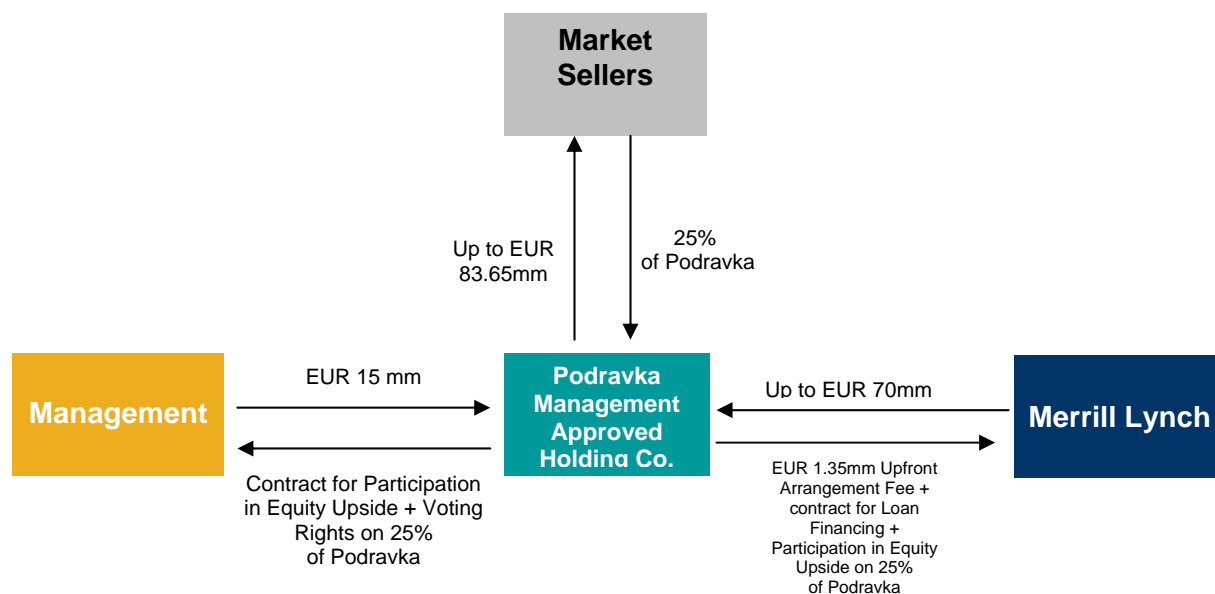 Market
Sellers
Up to EUR
83.65mm
25%
of Podravka
Management
EUR 15 mm
Contract for Participation
in Equity Upside + Voting
Rights on 25%
of Podravka
Podravka
Management
Approved
Holding Co.
Up to EUR 70mm
EUR 1.35mm Upfront
Arrangement Fee +
contract for Loan
Financing +
Participation in Equity
Upside on 25%
of Podravka
Merrill Lynch